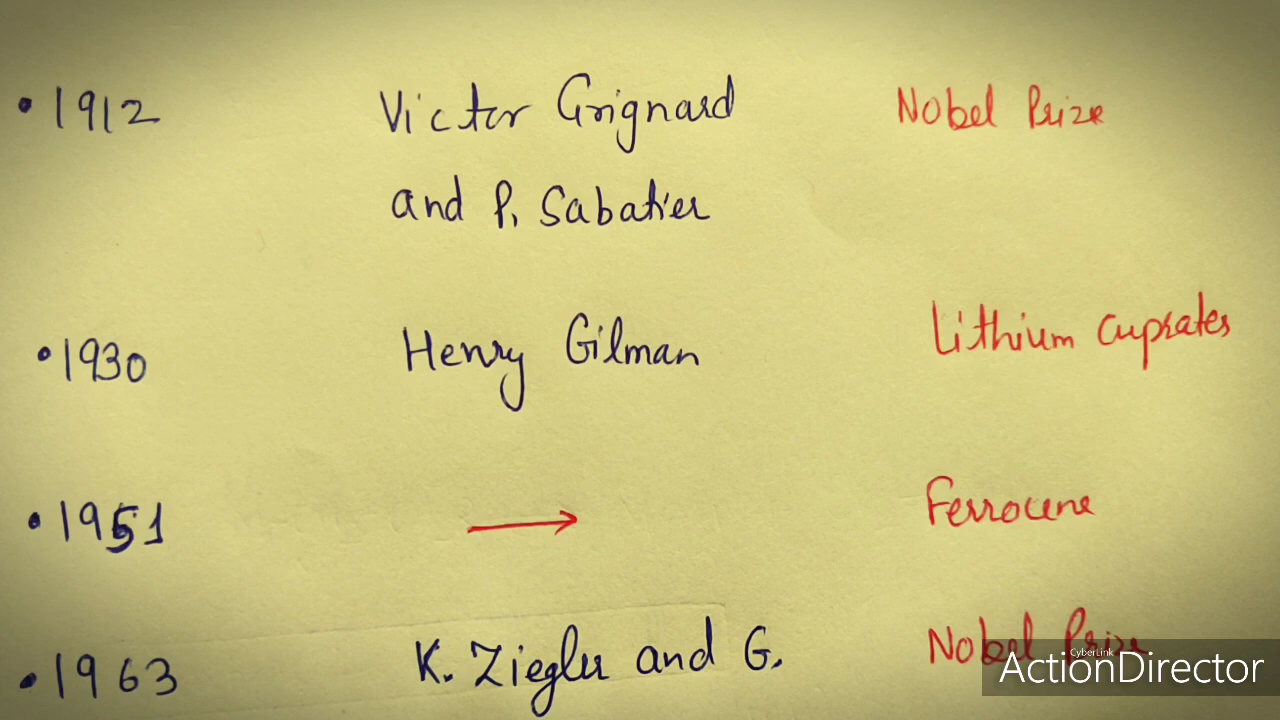 • 1912 Victor Grignard Nobel Prize
and P. Sabatier
• 1930 Henry Gilman Lithium Cuprates
• 1951 → Ferrocene
• 1963 K. Ziegler and G. Nobel Prize
CyberLink
ActionDirector